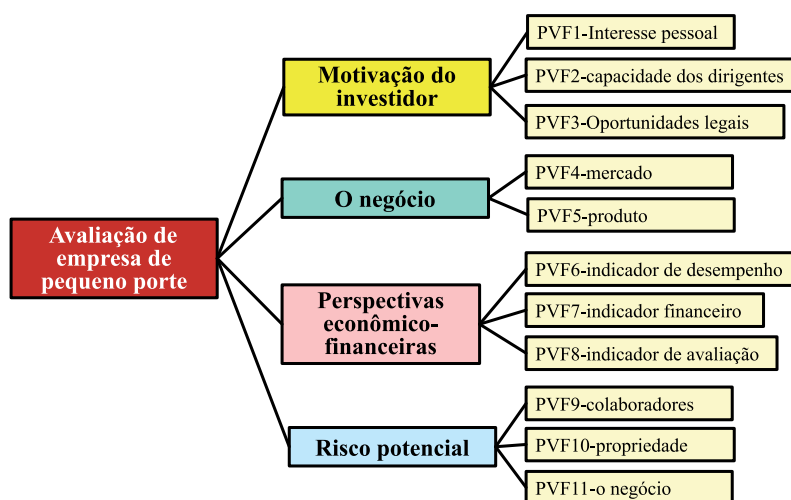 Avaliação de
empresa de
pequeno porte
Motivação do
investidor
PVF1-Interesse pessoal
PVF2-capacidade dos dirigentes
PVF3-Oportunidades legais
O negócio
PVF4-mercado
PVF5-produto
Perspectivas
econômico-
financeiras
PVF6-indicador de desempenho
PVF7-indicador financeiro
PVF8-indicador de avaliação
Risco potencial
PVF9-colaboradores
PVF10-propriedade
PVF11-o negócio